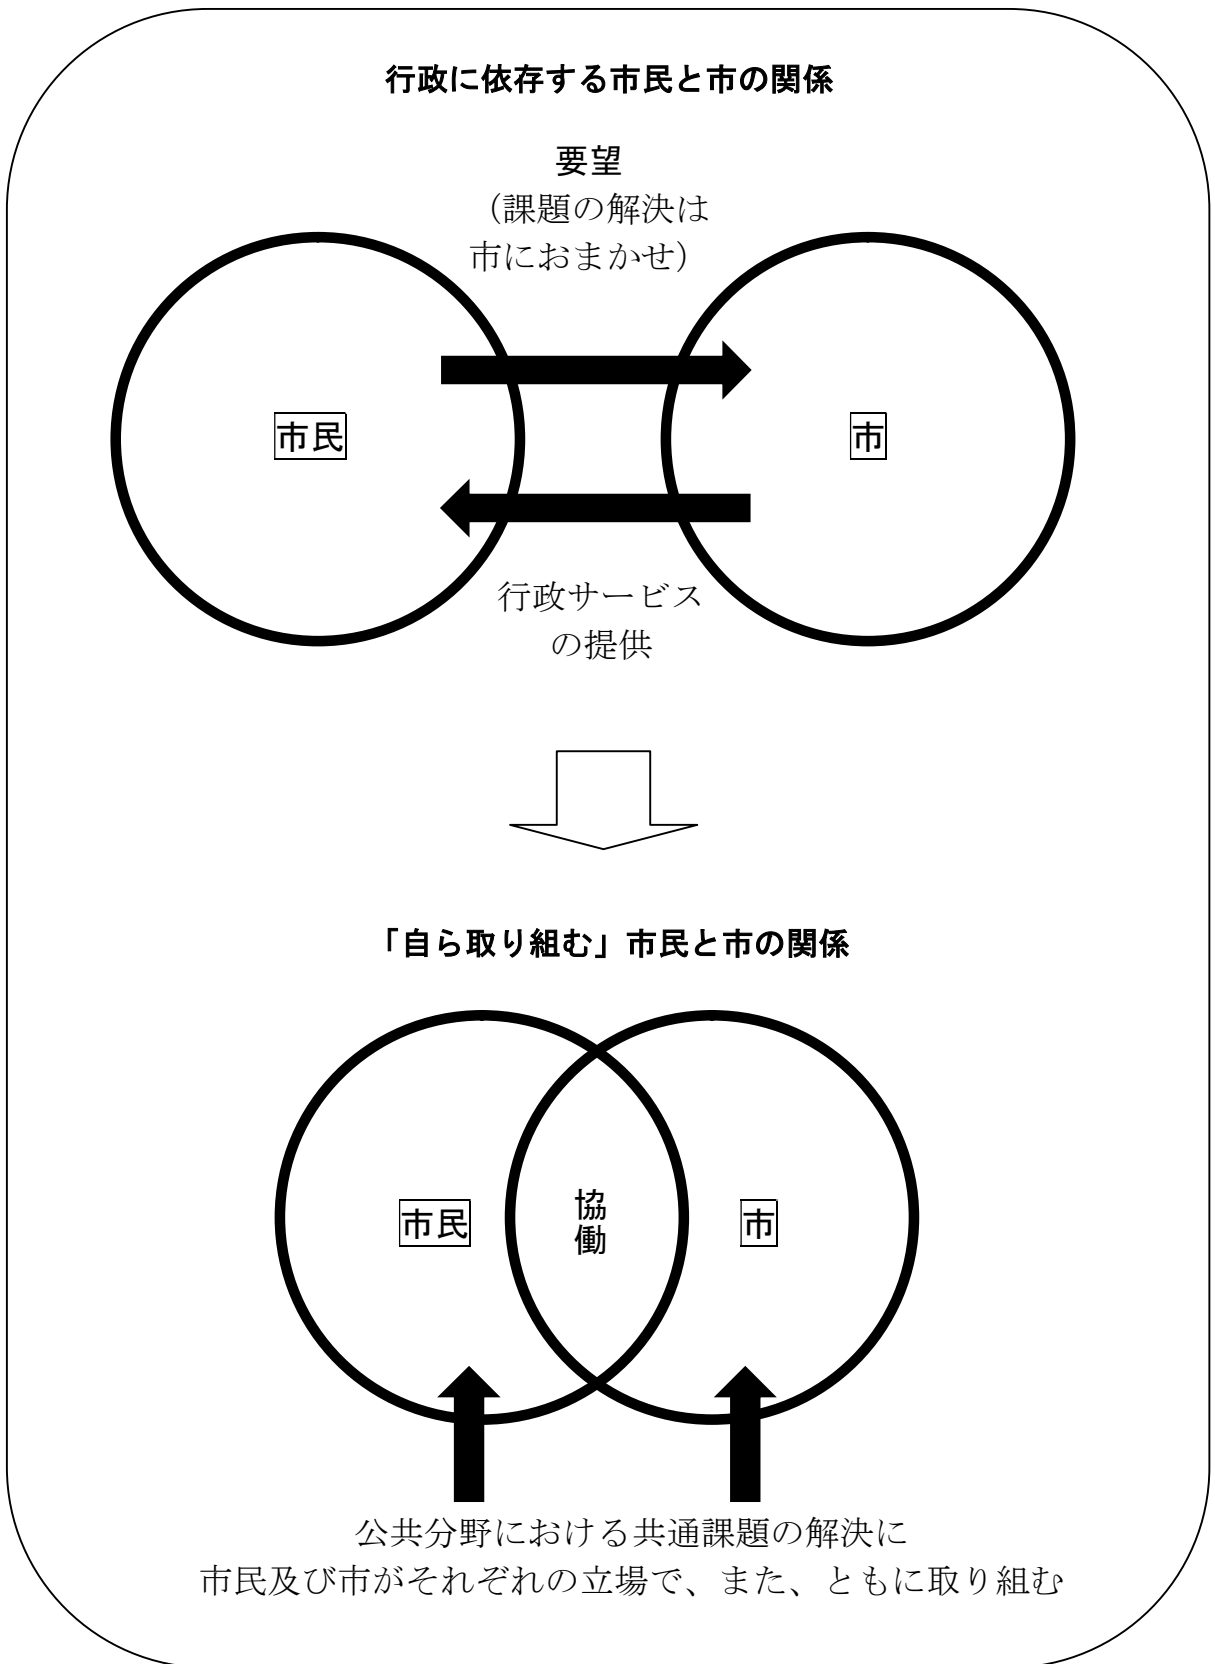 行政に依存する市民と市の関係
要望
（課題の解決は
市におまかせ）
市民
市
行政サービス
の提供
「自ら取り組む」市民と市の関係
市民
協
働
市
公共分野における共通課題の解決に
市民及び市がそれぞれの立場で、また、ともに取り組む